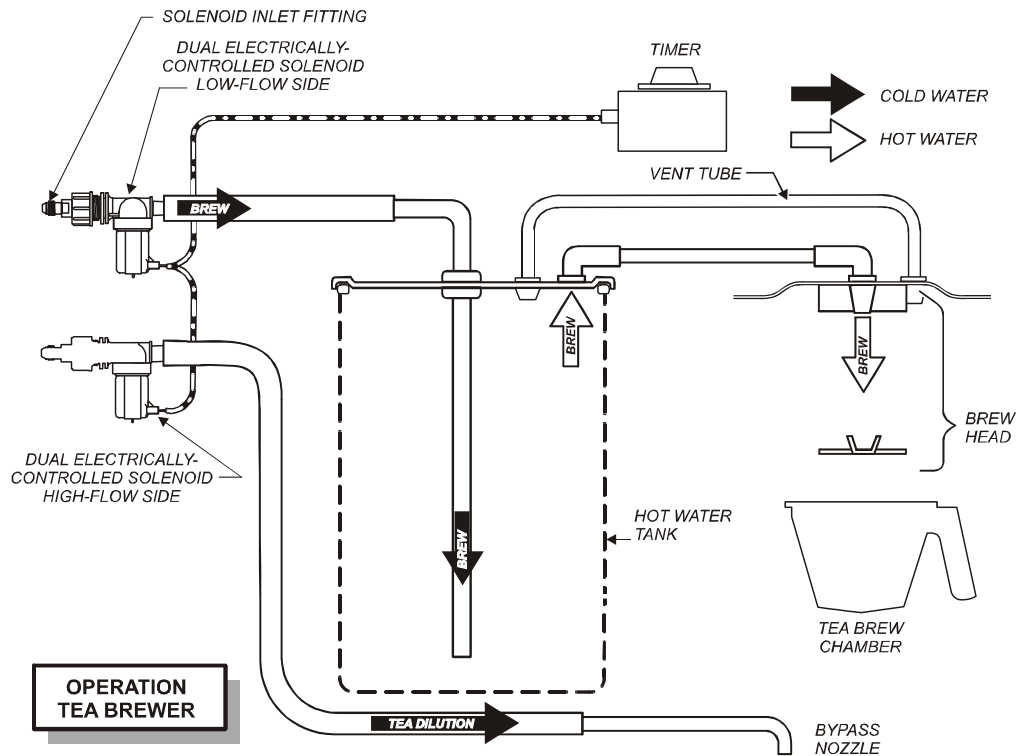 SOLENOID INLET FITTING
DUAL ELECTRICALLY-
CONTROLLED SOLENOID
LOW-FLOW SIDE
TIMER
COLD WATER
HOT WATER
VENT TUBE
BREW
BREW
BREW
BREW
BREW
HEAD
DUAL ELECTRICALLY-
CONTROLLED SOLENOID
HIGH-FLOW SIDE
HOT WATER
TANK
TEA BREW
CHAMBER
OPERATION
TEA BREWER
TEA DILUTION
BYPASS
NOZZLE